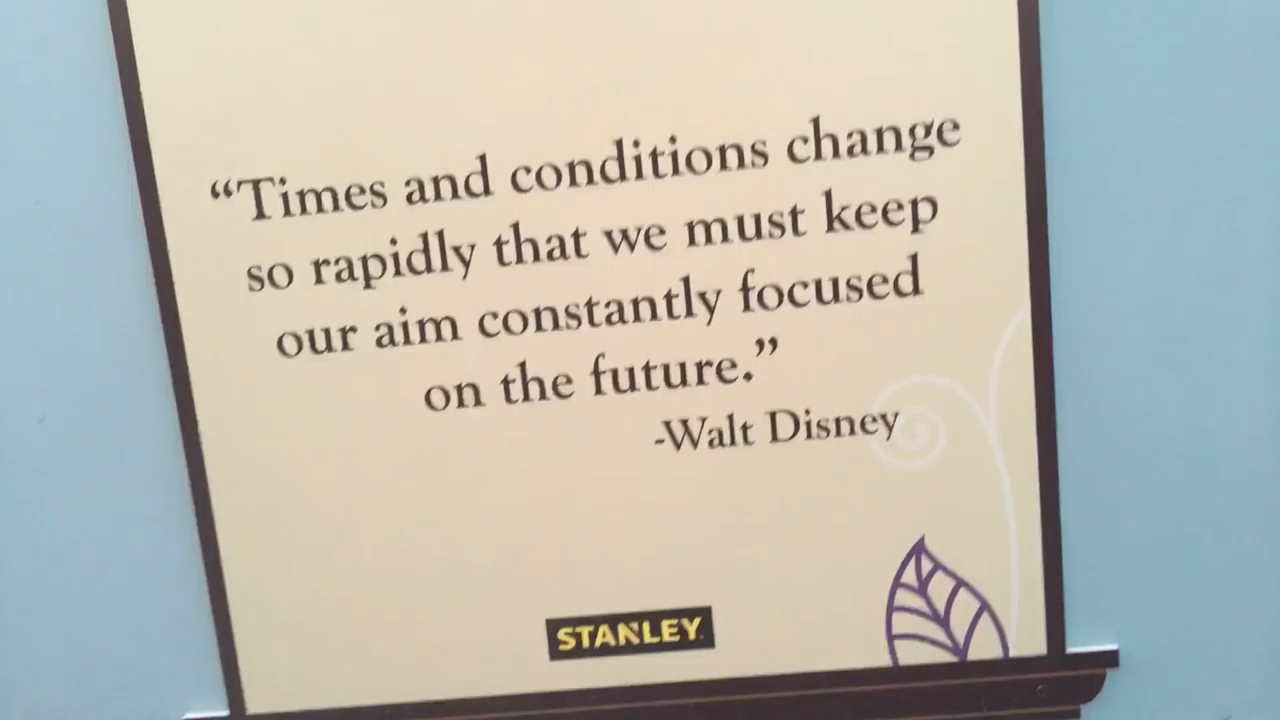 “Times and conditions change
so rapidly that we must keep
our aim constantly focused
on the future.”
-Walt Disney
STANLEY